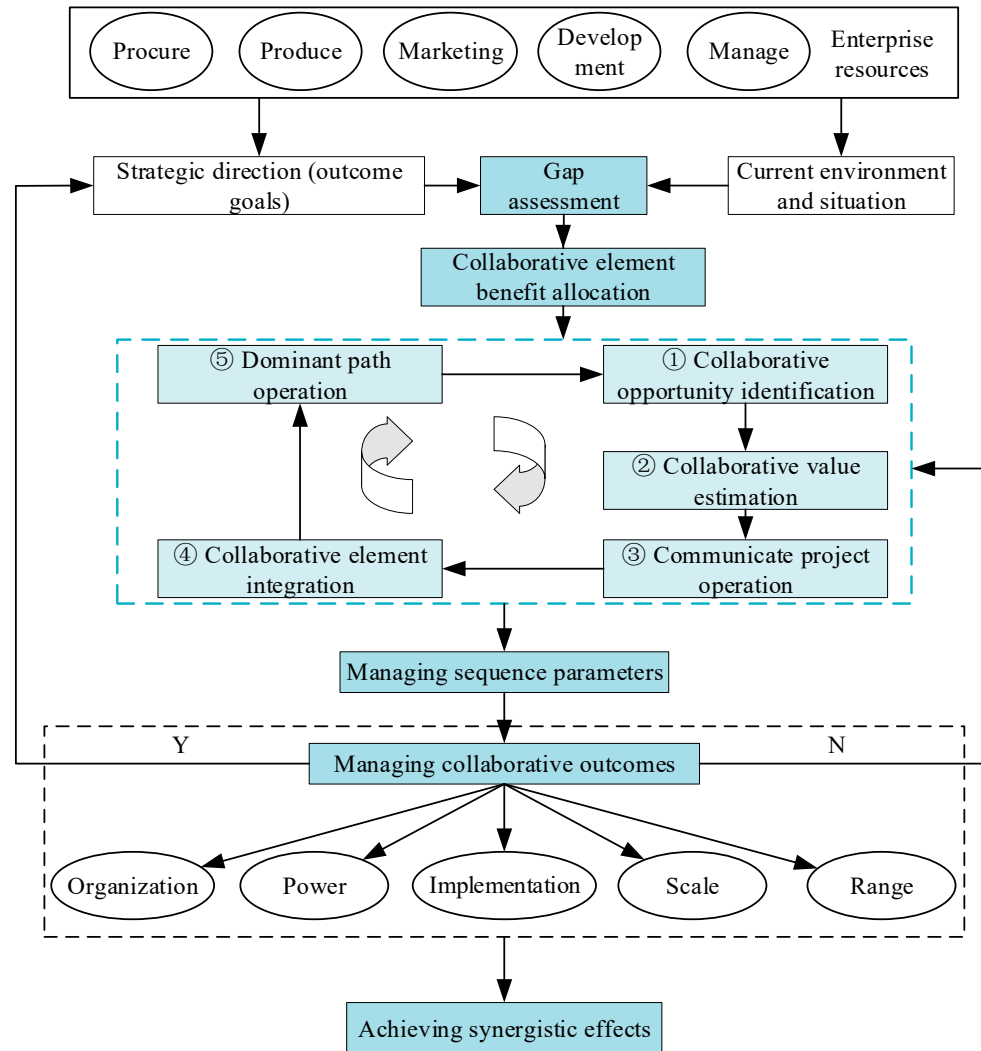 Procure
Produce
Marketing
Develop
ment
Manage
Enterprise
resources
Strategic direction (outcome
goals)
Gap
assessment
Current environment
and situation
Collaborative element
benefit allocation
⑤ Dominant path
operation
① Collaborative
opportunity identification
② Collaborative value
estimation
④ Collaborative element
integration
③ Communicate project
operation
Managing sequence parameters
Y
N
Managing collaborative outcomes
Organization
Power
Implementation
Scale
Range
Achieving synergistic effects